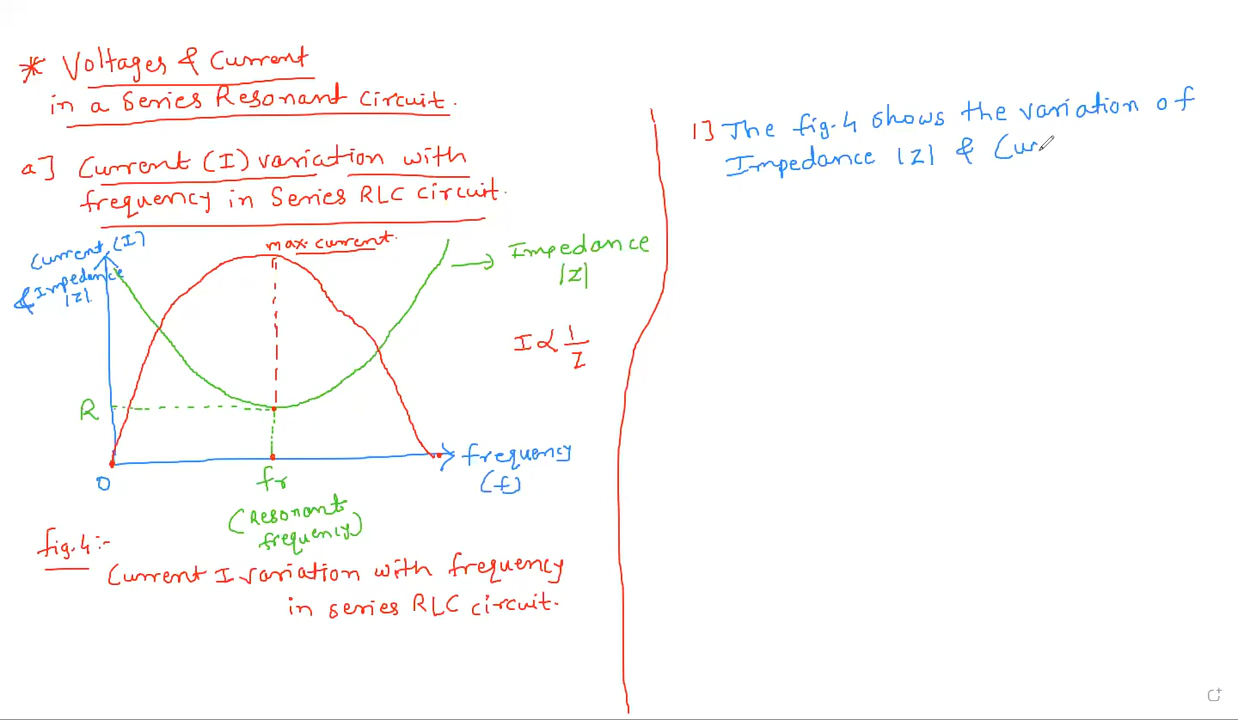 * Voltages & Current
in a Series Resonant Circuit.
a] Current (I) variation with
frequency in Series RLC Circuit.
Current (I)
& Impedance
|Z|
max. current.
Impedance
|Z|
I ∝ 1/Z
R
0
fr
(Resonant
frequency)
frequency
(f)
fig.4:-
Current I variation with frequency
in series RLC circuit.
1] The fig.4 shows the variation of
Impedance |Z| & Cur